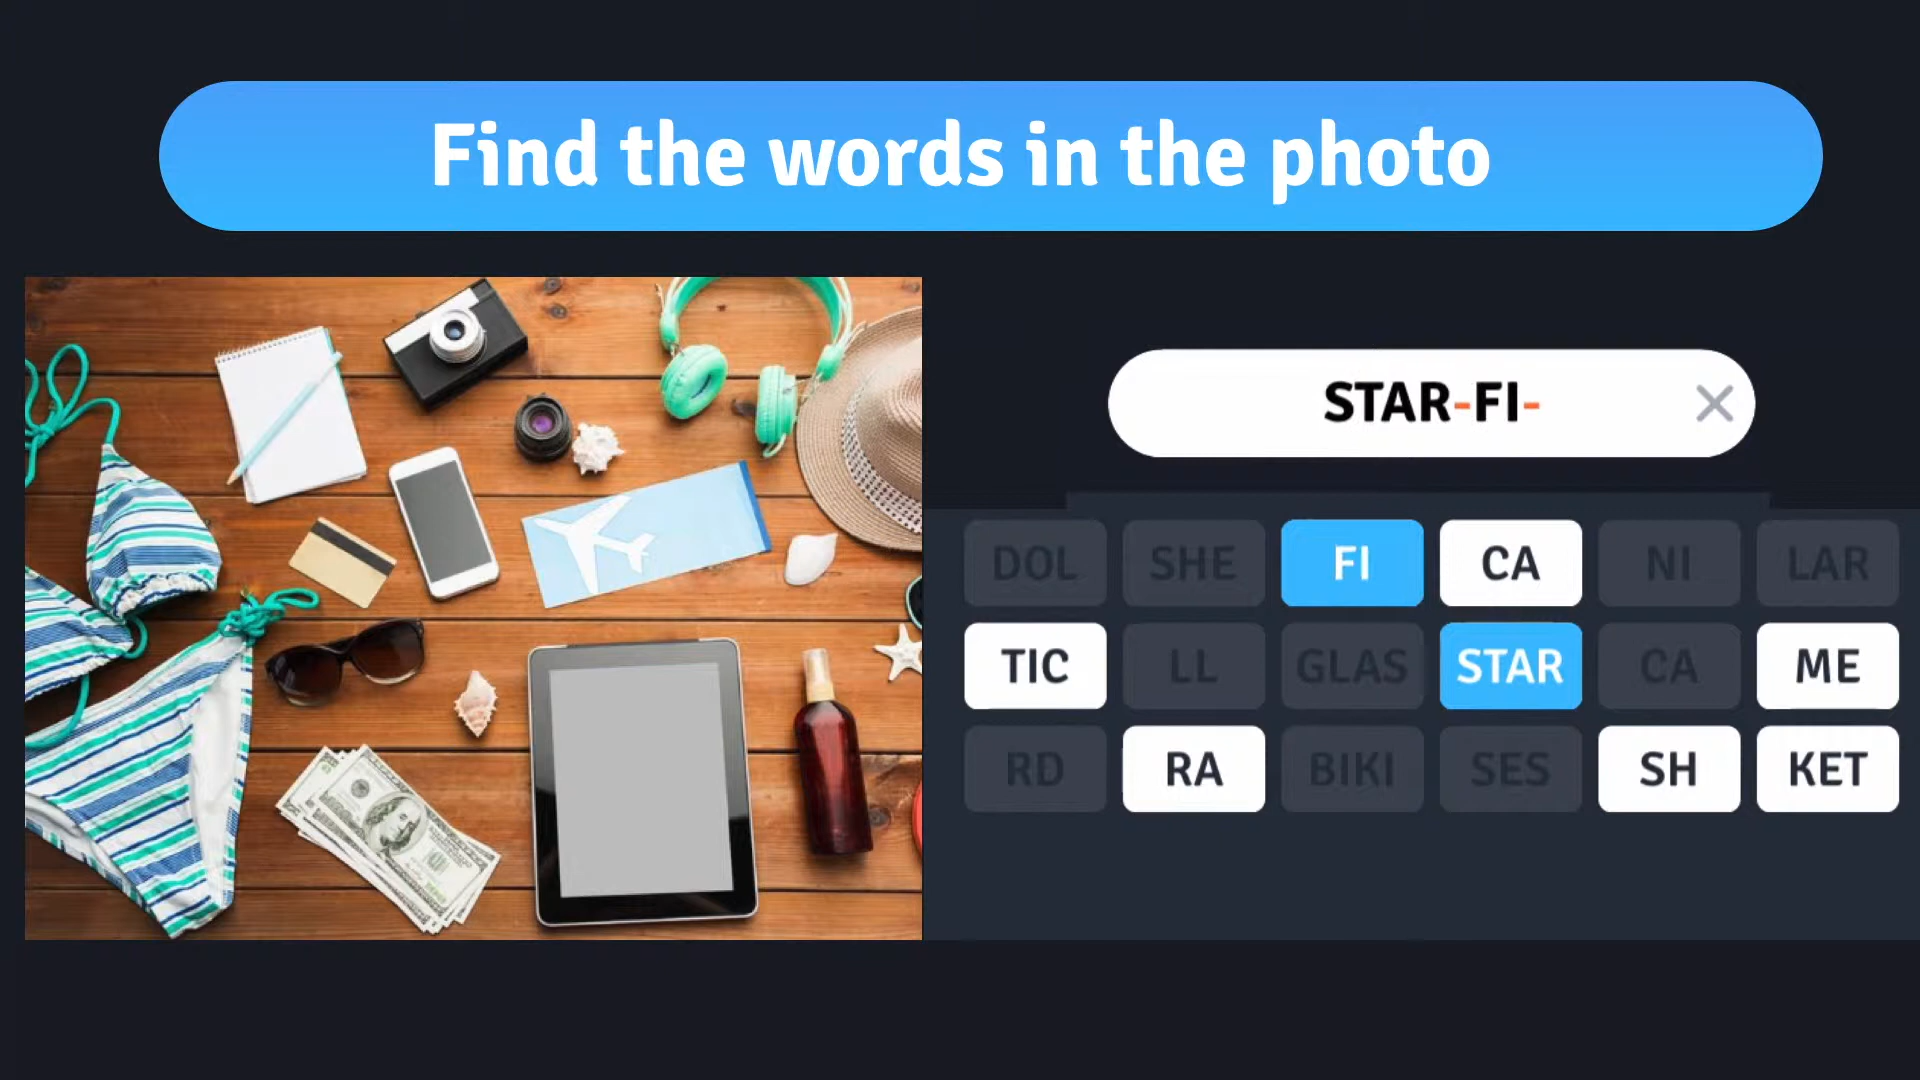 Find the words in the photo
STAR-FI-
DOL SHE FI CA NI LAR
TIC LL GLAS STAR CA ME
RD RA BIKI SES SH KET